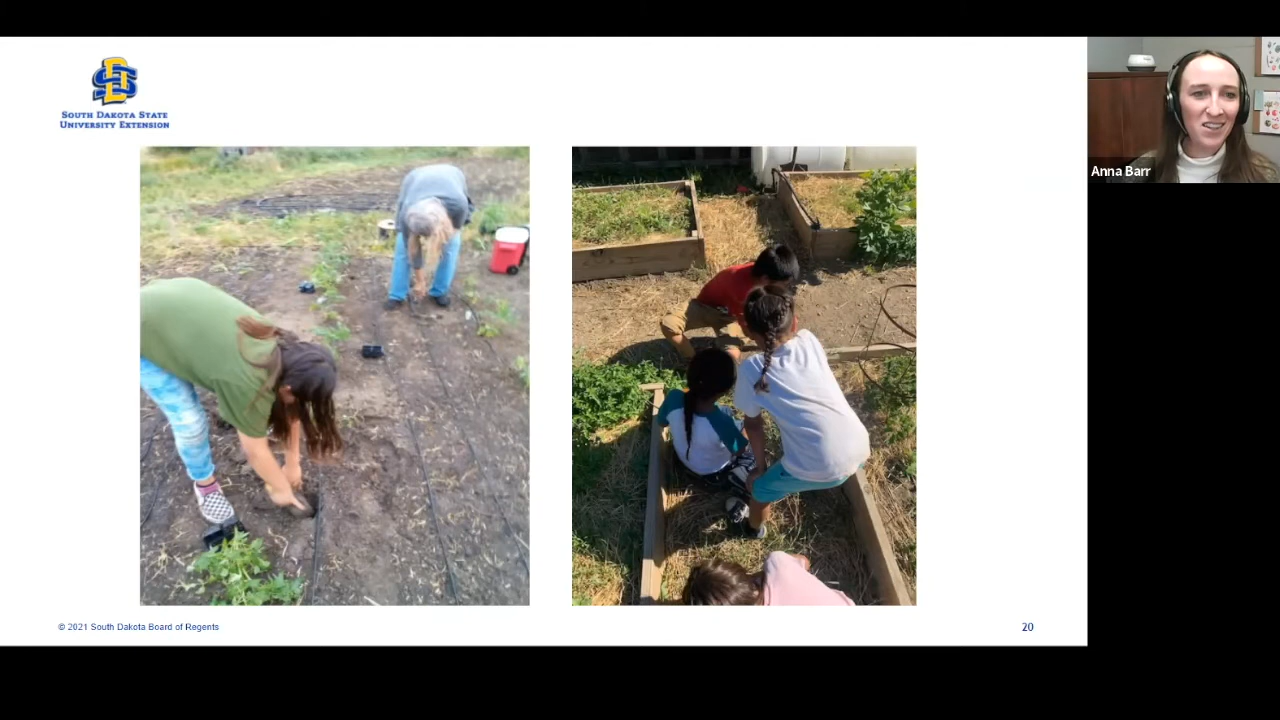 SOUTH DAKOTA STATE
UNIVERSITY EXTENSION
Anna Barr
© 2021 South Dakota Board of Regents
20